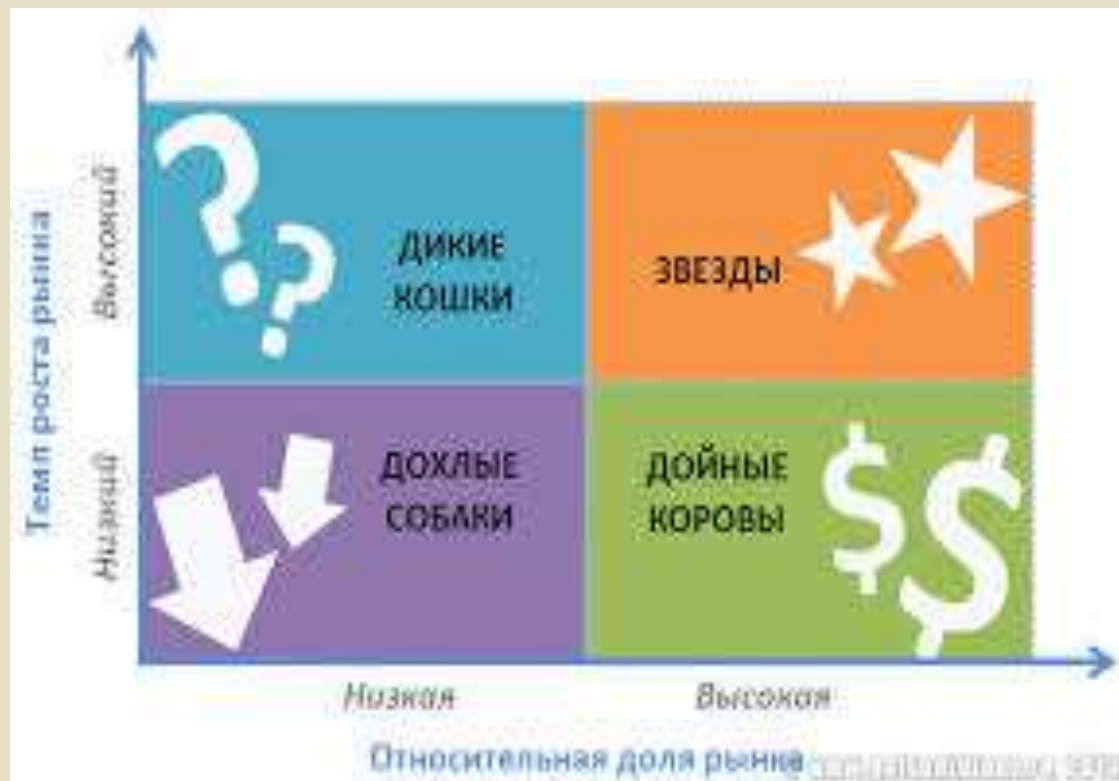 Темп роста рынка
Высокий
Низкий
ДИКИЕ
КОШКИ
ЗВЕЗДЫ
ДОХЛЫЕ
СОБАКИ
ДОЙНЫЕ
КОРОВЫ
Низкая
Высокая
Относительная доля рынка